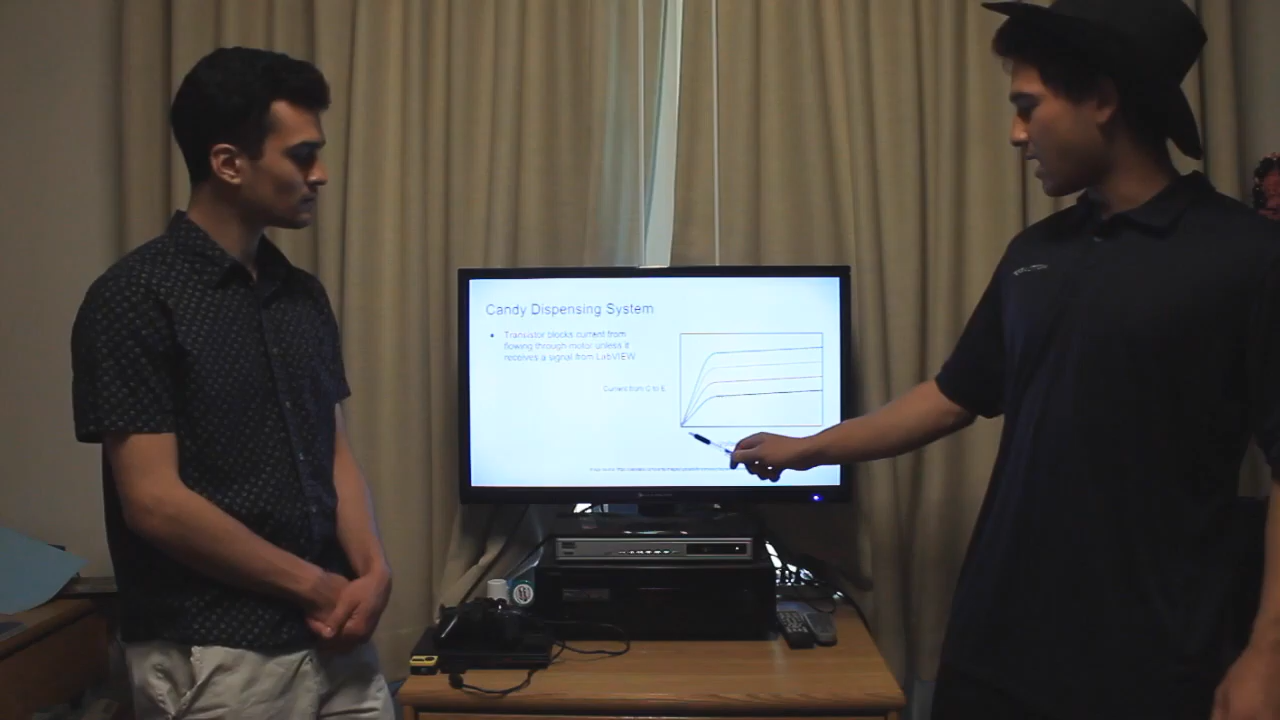 Candy Dispensing System
• Transistor blocks current from
flowing through motor unless it
receives a signal from LabVIEW
Current from C to E